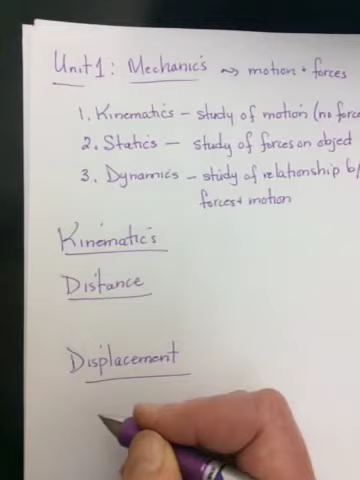 Unit 1: Mechanics ⇝ motion + forces
1. Kinematics – study of motion (no force
2. Statics – study of forces on object
3. Dynamics – study of relationship b/
forces + motion
Kinematics
Distance
Displacement